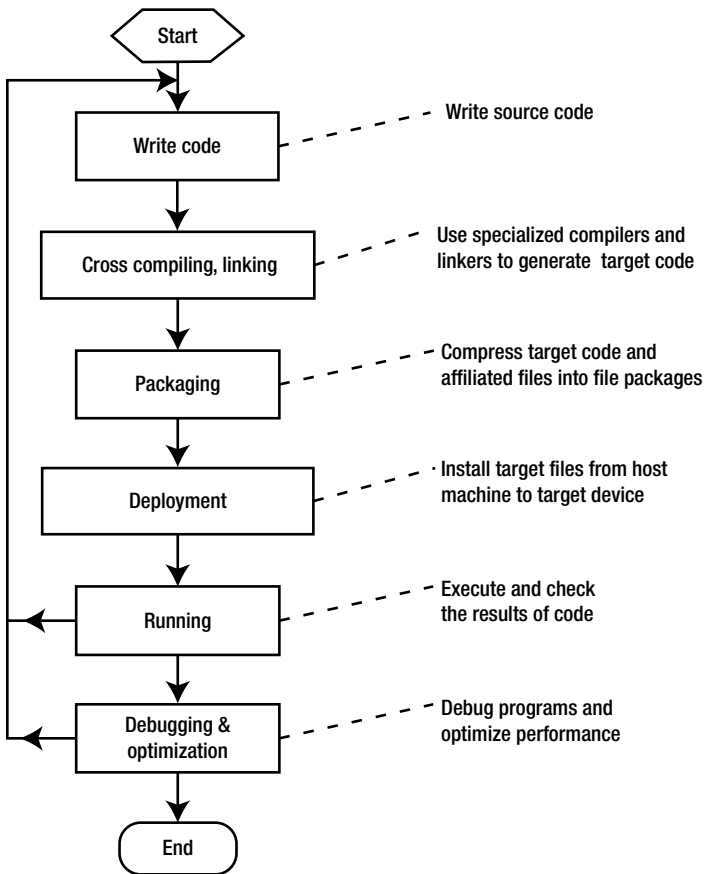 Start
Write code
Write source code
Cross compiling, linking
Use specialized compilers and
linkers to generate target code
Packaging
Compress target code and
affiliated files into file packages
Deployment
Install target files from host
machine to target device
Running
Execute and check
the results of code
Debugging &
optimization
Debug programs and
optimize performance
End